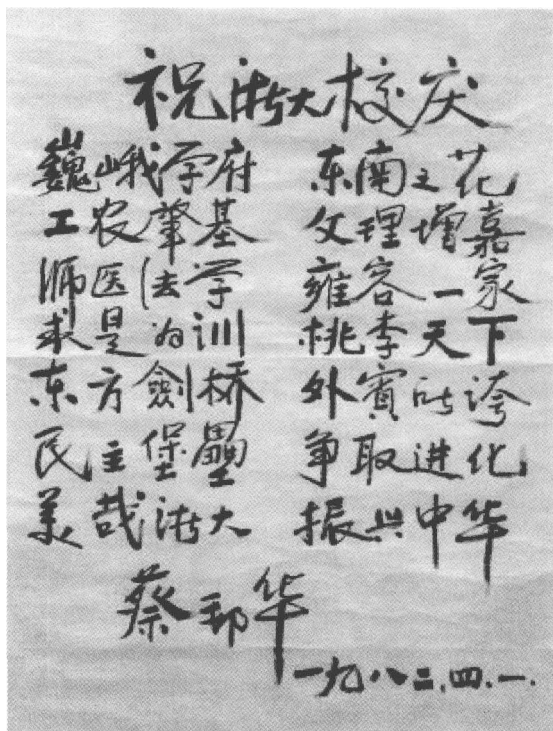 祝浙大校庆
巍峨学府 东南之花
工农肇基 文理增嘉
师医法学 雍容一家
求是为训 桃李天下
东方劍桥 外賓所誇
民主堡壘 争取进化
美哉浙大 振兴中华
蔡邦华
一九八二.四.一.